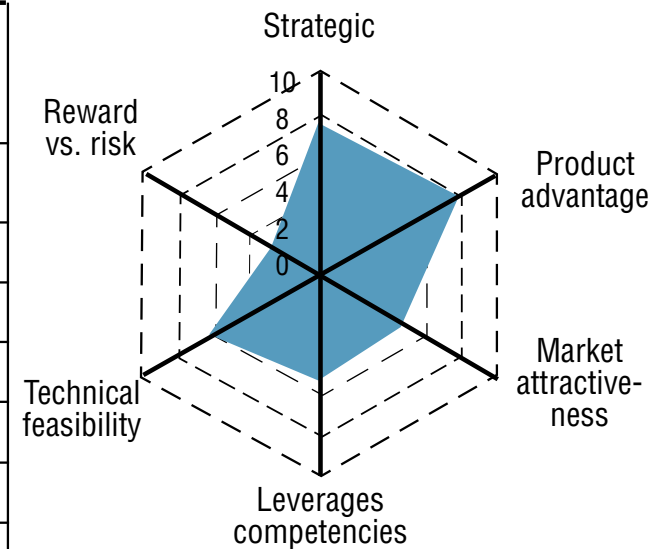 Strategic
10
8
6
4
2
0
Reward
vs. risk
Product
advantage
Market
attractive-
ness
Technical
feasibility
Leverages
competencies